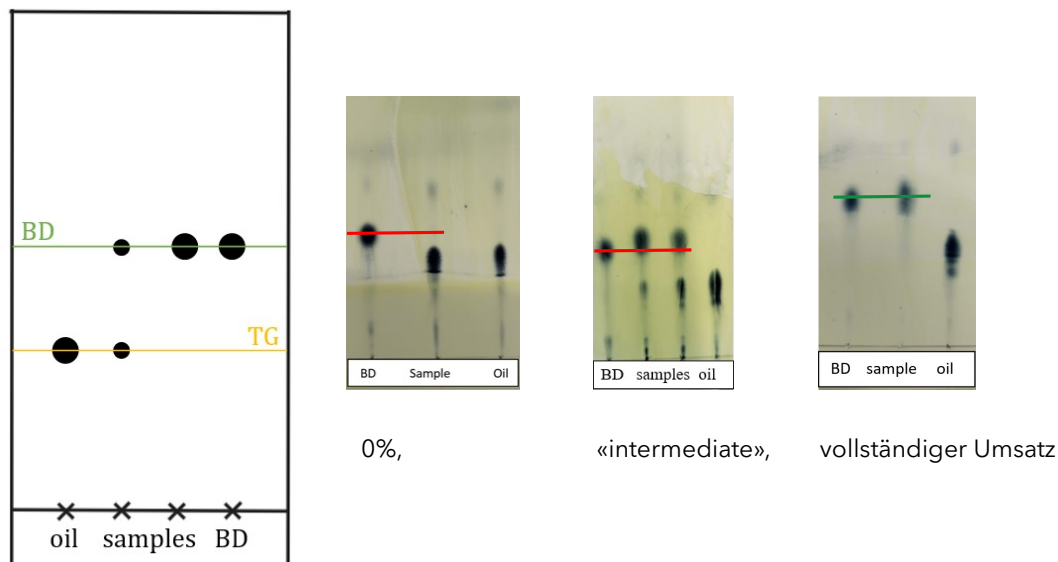 BD
TG
oil samples BD
BD Sample Oil
BD samples oil
BD sample oil
0%, «intermediate», vollständiger Umsatz